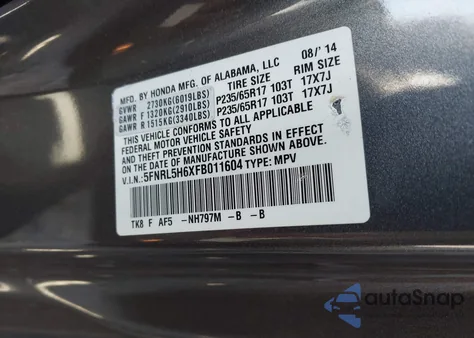 MFD. BY HONDA MFG. OF ALABAMA, LLC 08/'14
TIRE SIZE RIM SIZE
GVWR 2730KG(6019LBS)
GAWR F 1320KG(2910LBS) P235/65R17 103T 17X7J
GAWR R 1515KG(3340LBS) P235/65R17 103T 17X7J
THIS VEHICLE CONFORMS TO ALL APPLICABLE
FEDERAL MOTOR VEHICLE SAFETY
AND THEFT PREVENTION STANDARDS IN EFFECT
ON THE DATE OF MANUFACTURE SHOWN ABOVE.
V.I.N.: 5FNRL5H6XFB011604 TYPE: MPV
TK8 F AF5 -NH797M -B -B
autoSnap